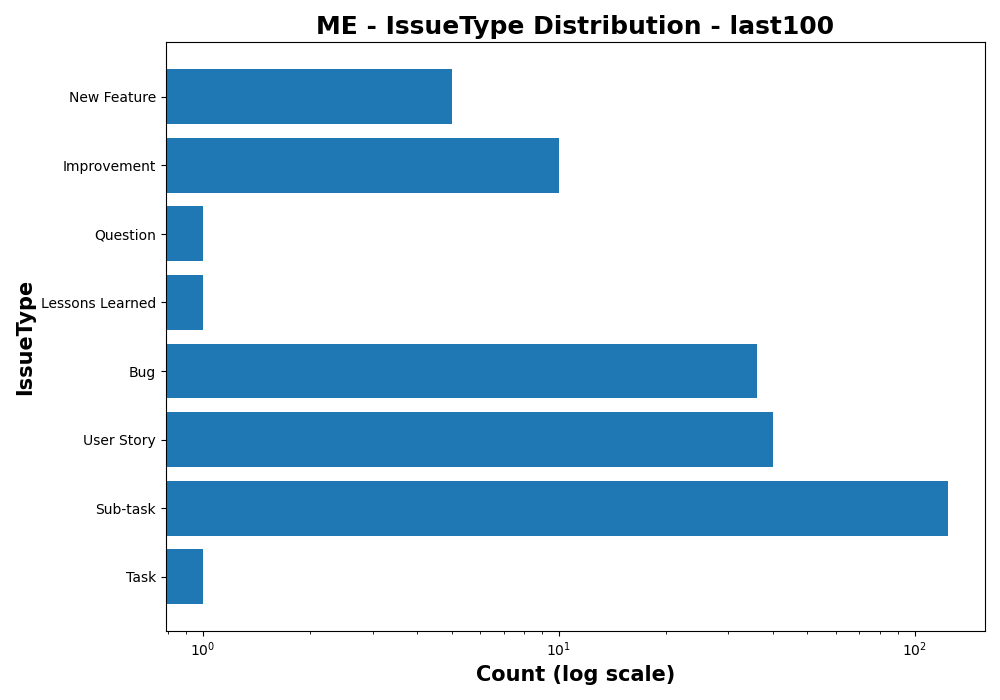 ME - IssueType Distribution - last100
IssueType
New Feature
Improvement
Question
Lessons Learned
Bug
User Story
Sub-task
Task
10⁰ 10¹ 10²
Count (log scale)